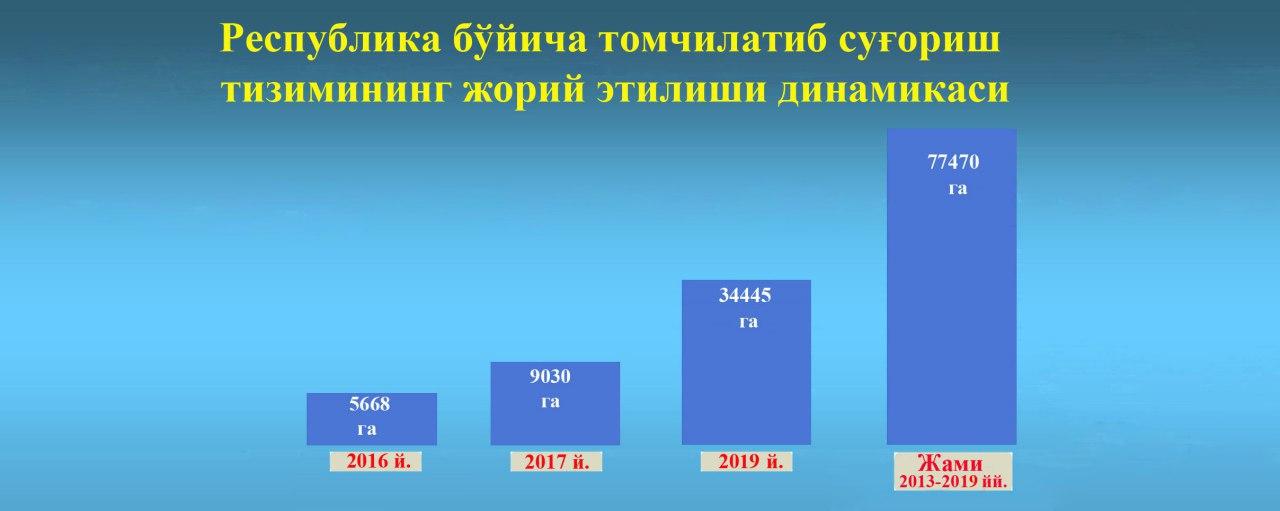 Республика бўйича томчилатиб суғориш
тизимининг жорий этилиши динамикаси
77470
га
34445
га
9030
га
5668
га
2016 й.
2017 й.
2019 й.
Жами
2013-2019 йй.